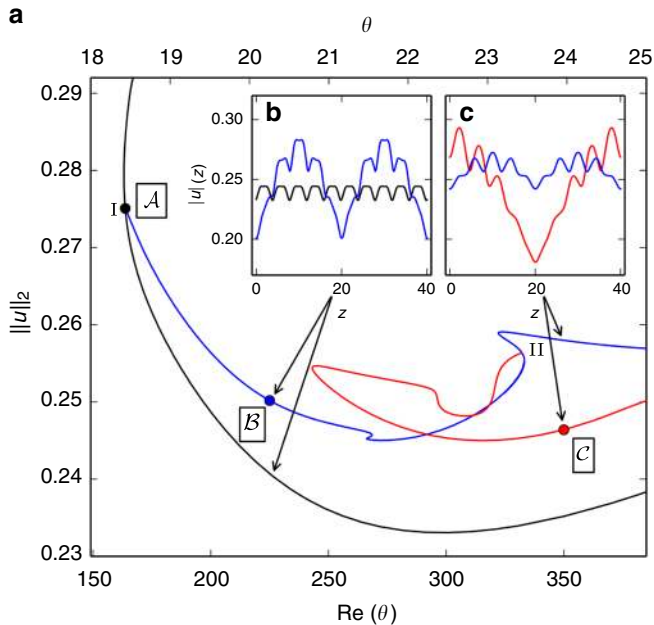 a
θ
18 19 20 21 22 23 24 25
0.29
0.28
0.27
0.26
0.25
0.24
0.23
||u||₂
b
c
0.30
0.25
0.20
|u| (z)
0 20 40
0 20 40
z
z
I
𝒜
ℬ
II
𝒞
150 200 250 300 350
Re (θ)